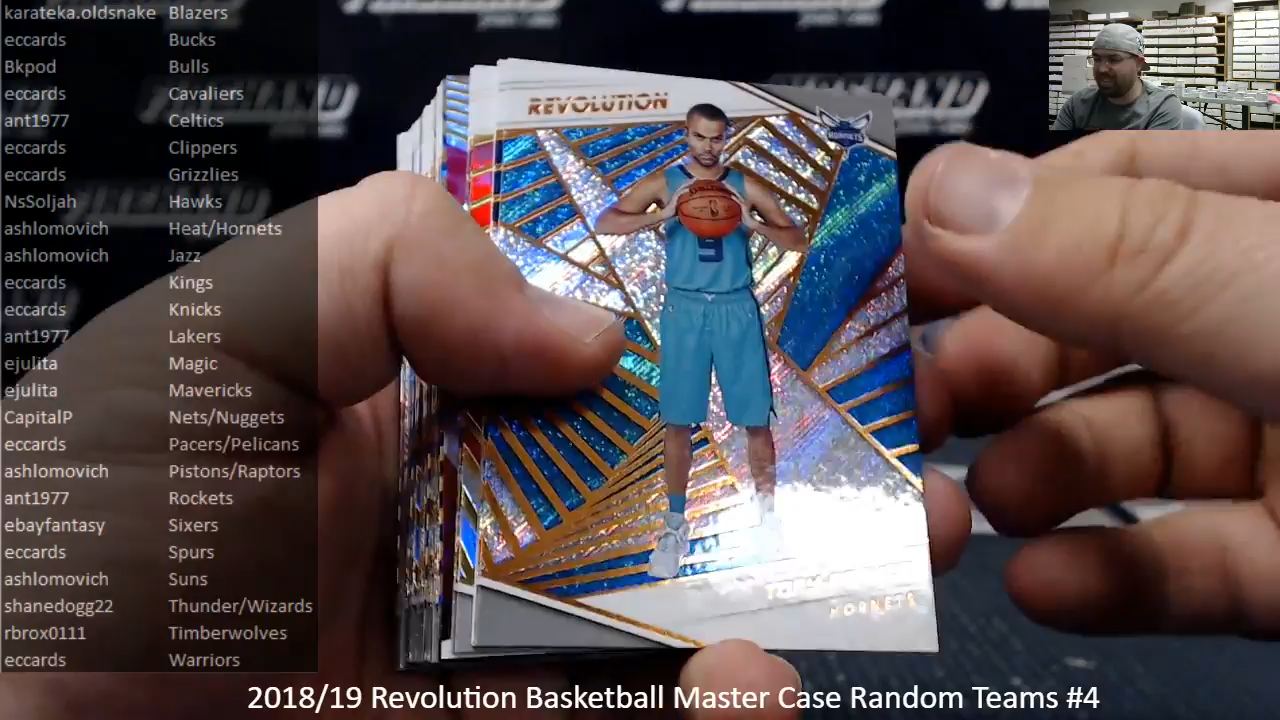 karateka.oldsnake Blazers
eccards Bucks
Bkpod Bulls
eccards Cavaliers
ant1977 Celtics
eccards Clippers
eccards Grizzlies
NsSoljah Hawks
ashlomovich Heat/Hornets
ashlomovich Jazz
eccards Kings
eccards Knicks
ant1977 Lakers
ejulita Magic
ejulita Mavericks
CapitalP Nets/Nuggets
eccards Pacers/Pelicans
ashlomovich Pistons/Raptors
ant1977 Rockets
ebayfantasy Sixers
eccards Spurs
ashlomovich Suns
shanedogg22 Thunder/Wizards
rbrox0111 Timberwolves
eccards Warriors
REVOLUTION
HORNETS
HORNETS
2018/19 Revolution Basketball Master Case Random Teams #4